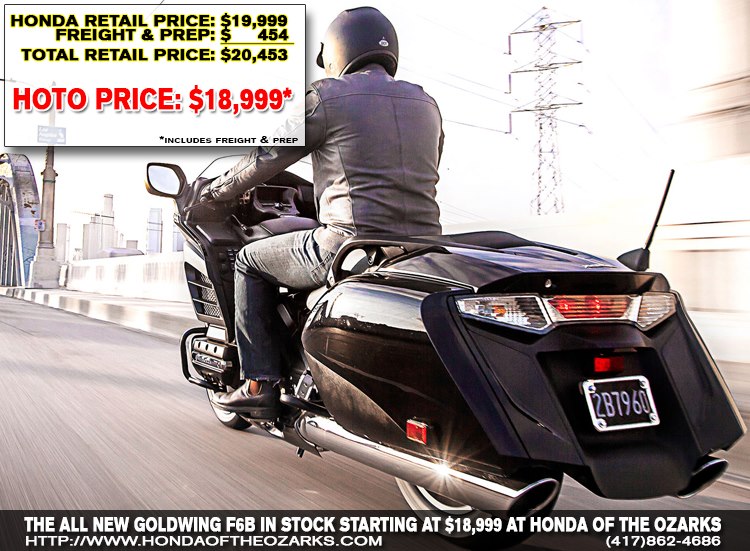 HONDA RETAIL PRICE: $19,999
FREIGHT & PREP: $ 454
TOTAL RETAIL PRICE: $20,453
HOTO PRICE: $18,999*
*INCLUDES FREIGHT & PREP
2B7960
THE ALL NEW GOLDWING F6B IN STOCK STARTING AT $18,999 AT HONDA OF THE OZARKS
HTTP://WWW.HONDAOFTHEOZARKS.COM (417)862-4686